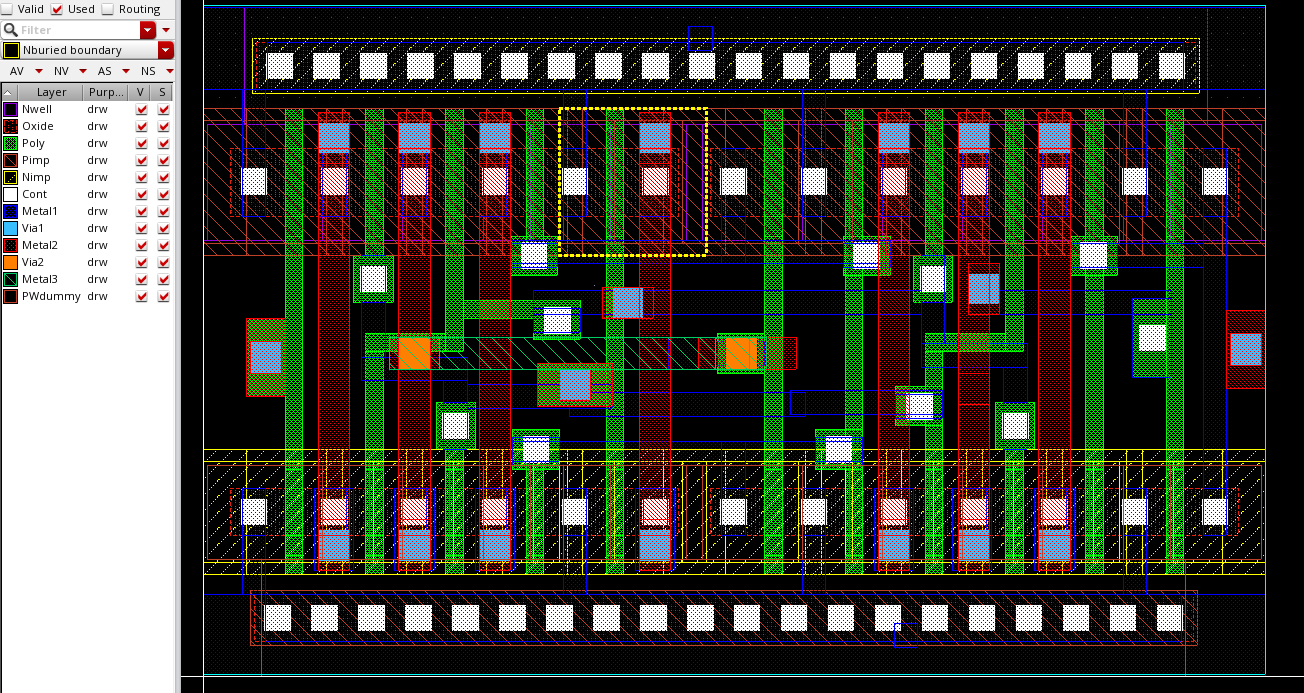 Valid Used Routing
Filter
Nburied boundary
AV NV AS NS
Layer Purp... V S
Nwell drw
Oxide drw
Poly drw
Pimp drw
Nimp drw
Cont drw
Metal1 drw
Via1 drw
Metal2 drw
Via2 drw
Metal3 drw
PWdummy drw